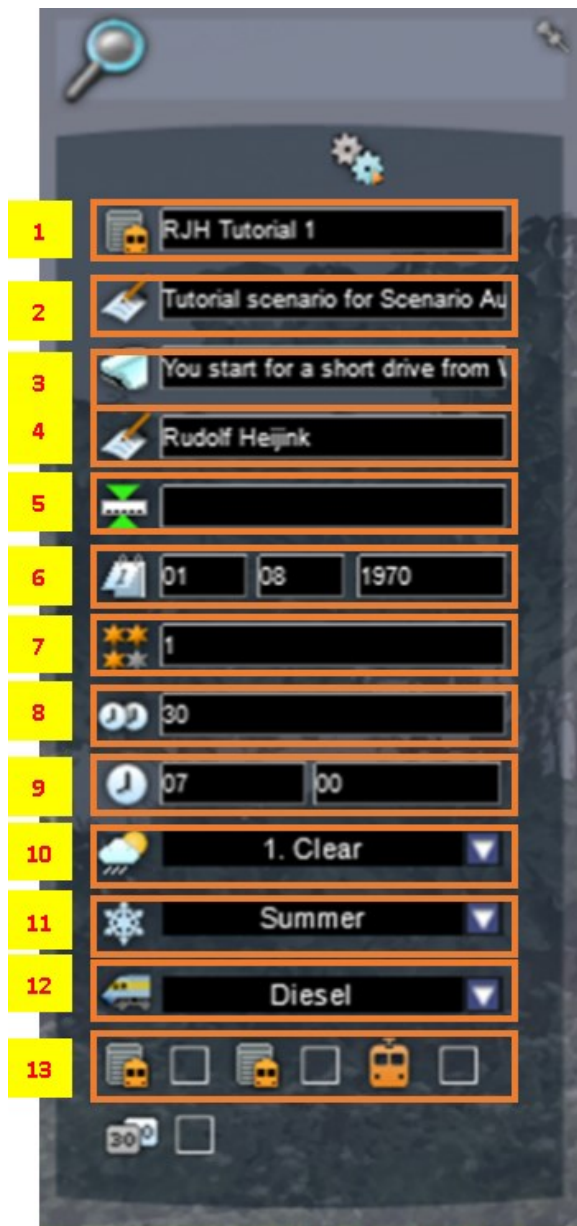 1 RJH Tutorial 1
2 Tutorial scenario for Scenario Au
3 You start for a short drive from
4 Rudolf Heijink
5
6 01 08 1970
7 1
8 30
9 07 00
10 1. Clear
11 Summer
12 Diesel
13
30